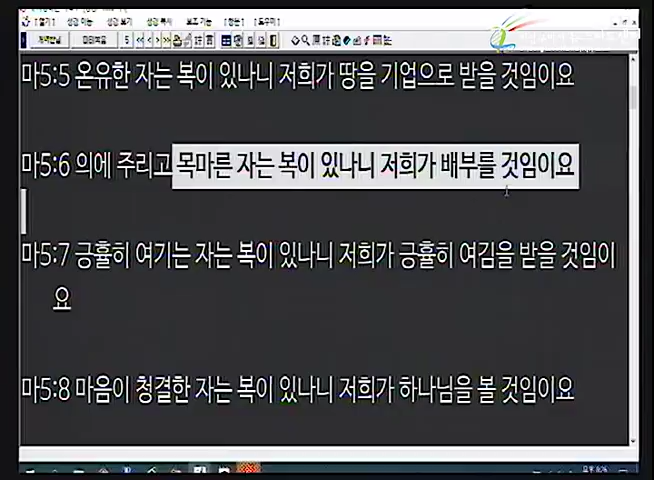 마5:5 온유한 자는 복이 있나니 저희가 땅을 기업으로 받을 것임이요
마5:6 의에 주리고 목마른 자는 복이 있나니 저희가 배부를 것임이요
마5:7 긍휼히 여기는 자는 복이 있나니 저희가 긍휼히 여김을 받을 것임이
요
마5:8 마음이 청결한 자는 복이 있나니 저희가 하나님을 볼 것임이요